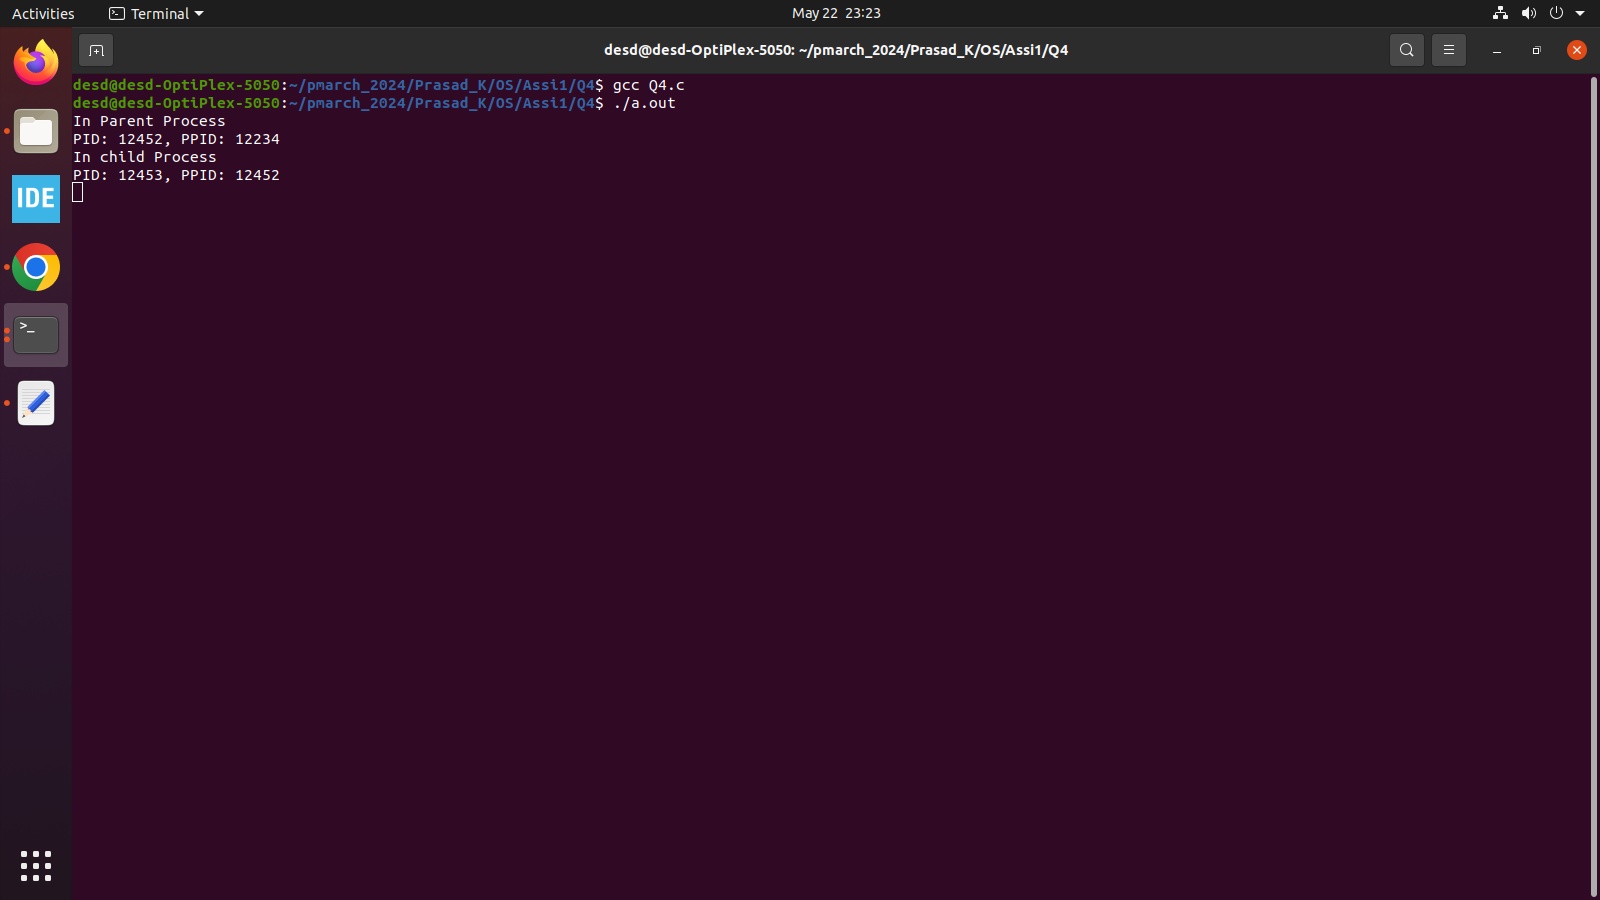 Activities
Terminal
May 22 23:23
desd@desd-OptiPlex-5050: ~/pmarch_2024/Prasad_K/OS/Assi1/Q4
desd@desd-OptiPlex-5050:~/pmarch_2024/Prasad_K/OS/Assi1/Q4$ gcc Q4.c
desd@desd-OptiPlex-5050:~/pmarch_2024/Prasad_K/OS/Assi1/Q4$ ./a.out
In Parent Process
PID: 12452, PPID: 12234
In child Process
PID: 12453, PPID: 12452
IDE
>_